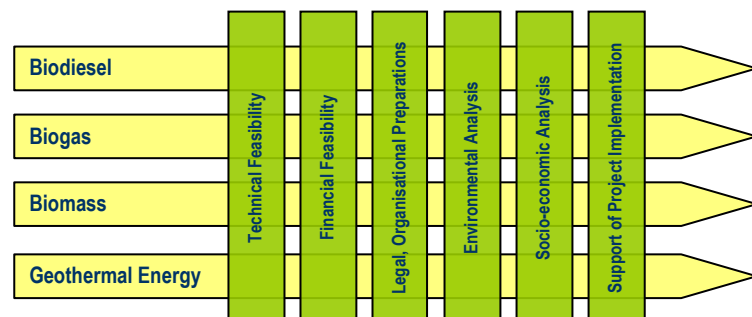 Biodiesel
Biogas
Biomass
Geothermal Energy
Technical Feasibility
Financial Feasibility
Legal, Organisational Preparations
Environmental Analysis
Socio-economic Analysis
Support of Project Implementation